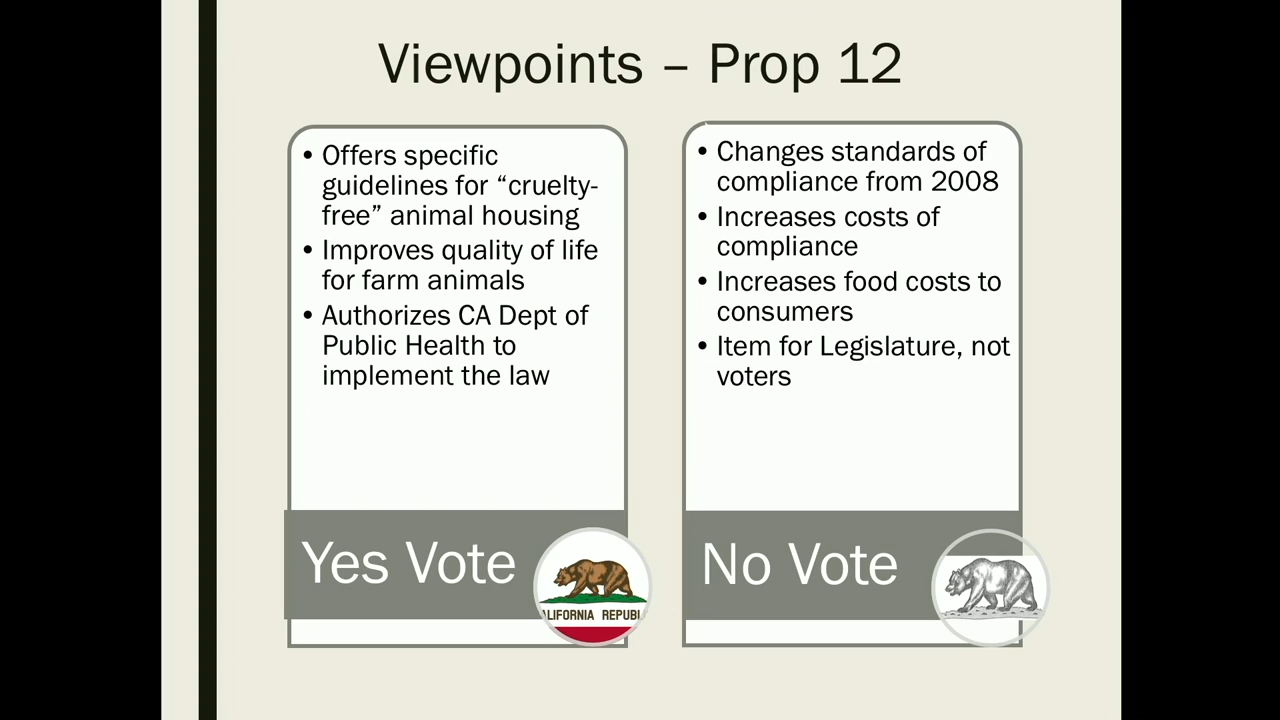 Viewpoints – Prop 12
• Offers specific
guidelines for “cruelty-
free” animal housing
• Improves quality of life
for farm animals
• Authorizes CA Dept of
Public Health to
implement the law
Yes Vote
ALIFORNIA REPUBL
• Changes standards of
compliance from 2008
• Increases costs of
compliance
• Increases food costs to
consumers
• Item for Legislature, not
voters
No Vote